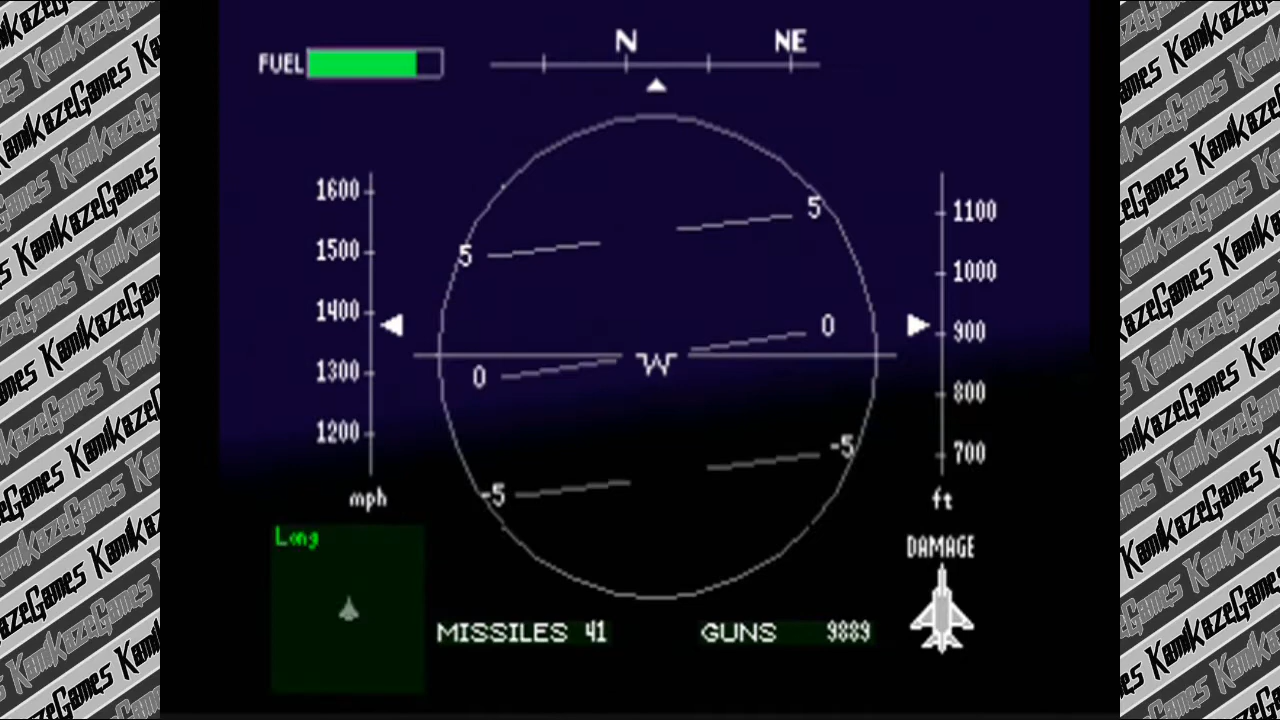 FUEL
N NE
1600
1500
1400
1300
1200
mph
5 5
0 0
-5 -5
1100
1000
900
800
700
ft
Long
DAMAGE
MISSILES 41
GUNS 9889
KamikazeGames